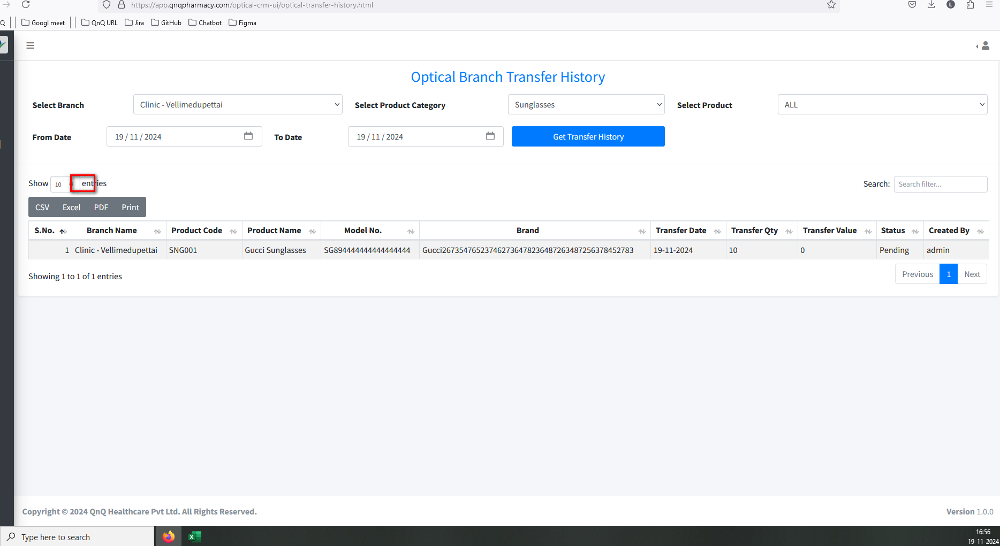 https://app.qnqpharmacy.com/optical-crm-ui/optical-transfer-history.html
L
Q Googl meet QnQ URL Jira GitHub Chatbot Figma
Optical Branch Transfer History
Select Branch Clinic - Vellimedupettai Select Product Category Sunglasses Select Product ALL
From Date 19 / 11 / 2024 To Date 19 / 11 / 2024 Get Transfer History
Show 10 entries Search: Search filter...
CSV Excel PDF Print
S.No. Branch Name Product Code Product Name Model No. Brand Transfer Date Transfer Qty Transfer Value Status Created By
1 Clinic - Vellimedupettai SNG001 Gucci Sunglasses SG894444444444444444 Gucci267354765237462736478236487263487256378452783 19-11-2024 10 0 Pending admin
Showing 1 to 1 of 1 entries Previous 1 Next
Copyright © 2024 QnQ Healthcare Pvt Ltd. All Rights Reserved. Version 1.0.0
Type here to search 16:56
19-11-2024